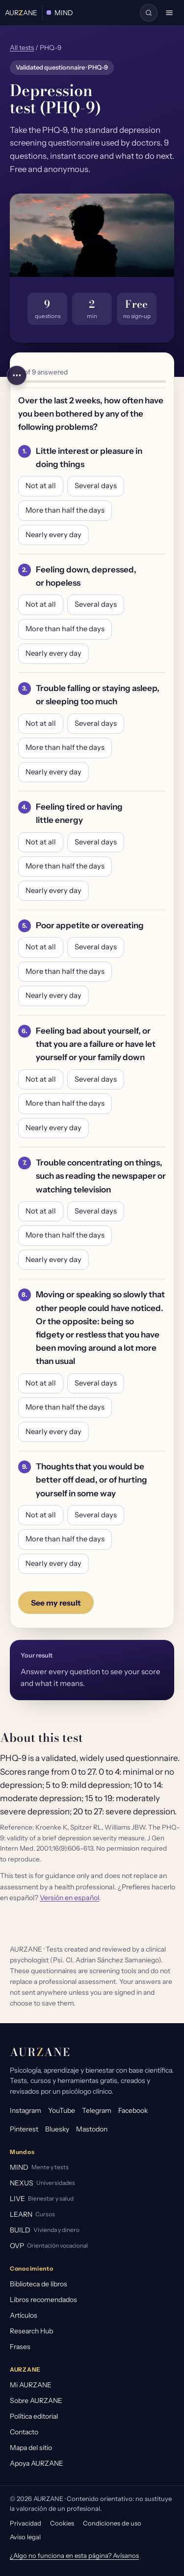 AURZANE MIND
All tests / PHQ-9
Validated questionnaire · PHQ-9
Depression
test (PHQ-9)
Take the PHQ-9, the standard depression
screening questionnaire used by doctors. 9
questions, instant score and what to do next.
Free and anonymous.
9
questions
2
min
Free
no sign-up
of 9 answered
Over the last 2 weeks, how often have
you been bothered by any of the
following problems?
1. Little interest or pleasure in
doing things
Not at all Several days
More than half the days
Nearly every day
2. Feeling down, depressed,
or hopeless
Not at all Several days
More than half the days
Nearly every day
3. Trouble falling or staying asleep,
or sleeping too much
Not at all Several days
More than half the days
Nearly every day
4. Feeling tired or having
little energy
Not at all Several days
More than half the days
Nearly every day
5. Poor appetite or overeating
Not at all Several days
More than half the days
Nearly every day
6. Feeling bad about yourself, or
that you are a failure or have let
yourself or your family down
Not at all Several days
More than half the days
Nearly every day
7. Trouble concentrating on things,
such as reading the newspaper or
watching television
Not at all Several days
More than half the days
Nearly every day
8. Moving or speaking so slowly that
other people could have noticed.
Or the opposite: being so
fidgety or restless that you have
been moving around a lot more
than usual
Not at all Several days
More than half the days
Nearly every day
9. Thoughts that you would be
better off dead, or of hurting
yourself in some way
Not at all Several days
More than half the days
Nearly every day
See my result
Your result
Answer every question to see your score
and what it means.
About this test
PHQ-9 is a validated, widely used questionnaire.
Scores range from 0 to 27. 0 to 4: minimal or no
depression; 5 to 9: mild depression; 10 to 14:
moderate depression; 15 to 19: moderately
severe depression; 20 to 27: severe depression.
Reference: Kroenke K, Spitzer RL, Williams JBW. The PHQ-
9: validity of a brief depression severity measure. J Gen
Intern Med. 2001;16(9):606–613. No permission required
to reproduce.
This test is for guidance only and does not replace an
assessment by a health professional. ¿Prefieres hacerlo
en español? Versión en español.
AURZANE · Tests created and reviewed by a clinical
psychologist (Psi. Cl. Adrian Sánchez Samaniego).
These questionnaires are screening tools and do not
replace a professional assessment. Your answers are
not sent anywhere unless you are signed in and
choose to save them.
AURZANE
Psicología, aprendizaje y bienestar con base científica.
Tests, cursos y herramientas gratis, creados y
revisados por un psicólogo clínico.
Instagram YouTube Telegram Facebook
Pinterest Bluesky Mastodon
Mundos
MIND Mente y tests
NEXUS Universidades
LIVE Bienestar y salud
LEARN Cursos
BUILD Vivienda y dinero
OVP Orientación vocacional
Conocimiento
Biblioteca de libros
Libros recomendados
Artículos
Research Hub
Frases
AURZANE
Mi AURZANE
Sobre AURZANE
Política editorial
Contacto
Mapa del sitio
Apoya AURZANE
© 2026 AURZANE · Contenido orientativo: no sustituye
la valoración de un profesional.
Privacidad Cookies Condiciones de uso
Aviso legal
¿Algo no funciona en esta página? Avísanos